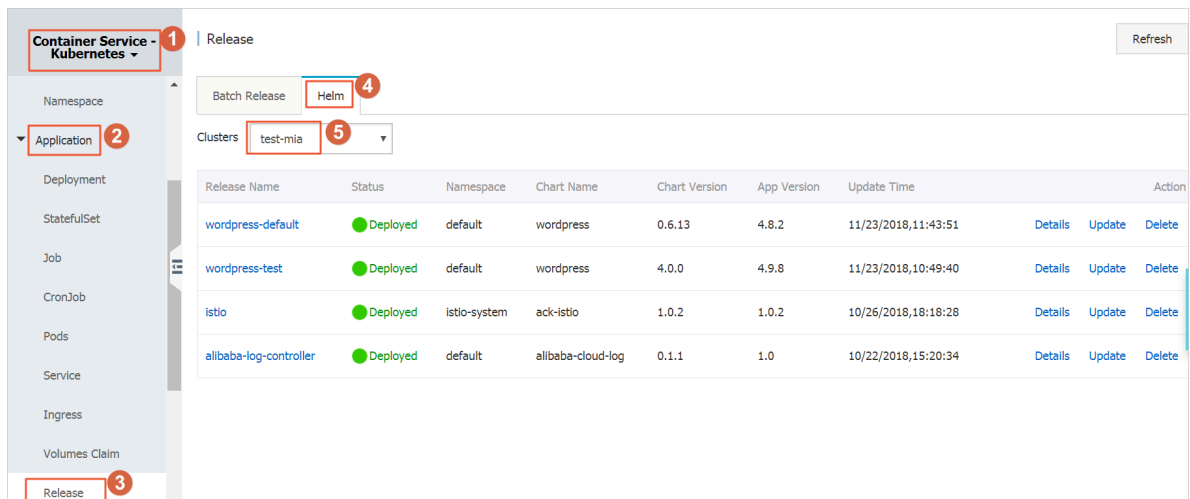 Container Service -
Kubernetes
1
Release
Refresh
Namespace
Batch Release
Helm
4
Application
2
Clusters
test-mia
5
Deployment
StatefulSet
Job
CronJob
Pods
Service
Ingress
Volumes Claim
Release
3
Release Name Status Namespace Chart Name Chart Version App Version Update Time Action
wordpress-default Deployed default wordpress 0.6.13 4.8.2 11/23/2018,11:43:51 Details Update Delete
wordpress-test Deployed default wordpress 4.0.0 4.9.8 11/23/2018,10:49:40 Details Update Delete
istio Deployed istio-system ack-istio 1.0.2 1.0.2 10/26/2018,18:18:28 Details Update Delete
alibaba-log-controller Deployed default alibaba-cloud-log 0.1.1 1.0 10/22/2018,15:20:34 Details Update Delete